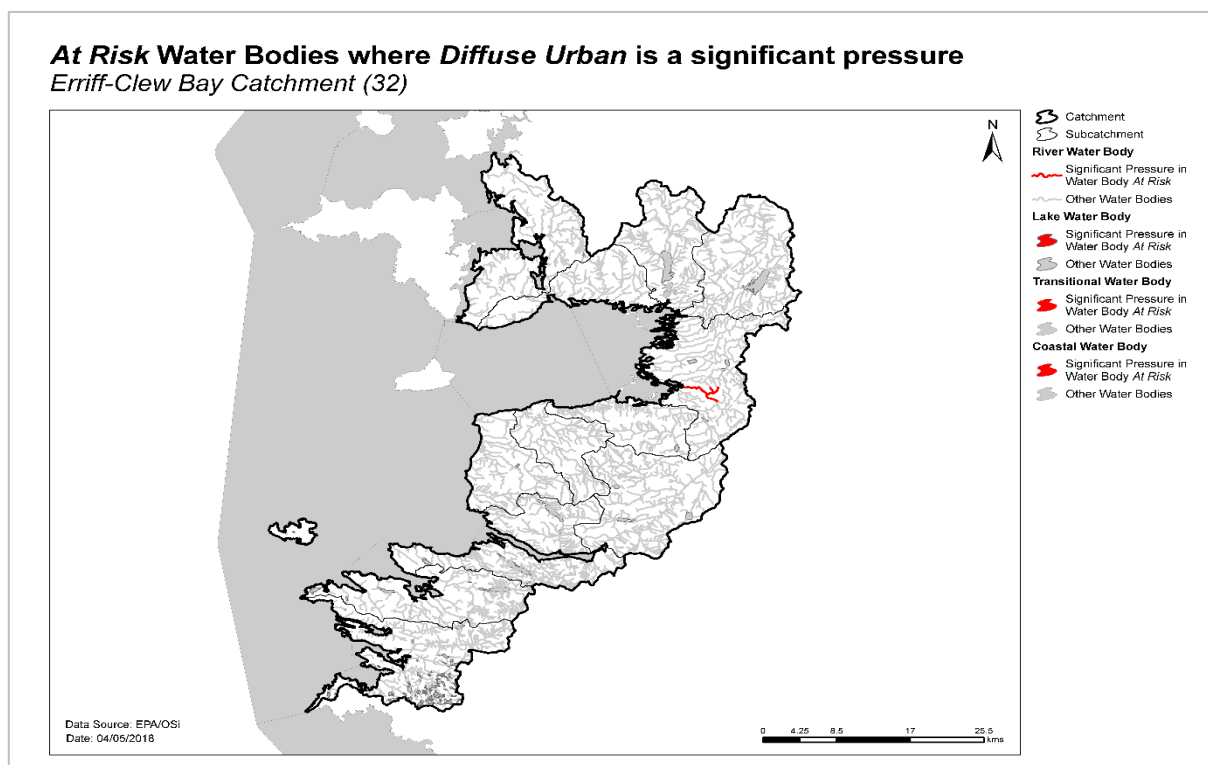 At Risk Water Bodies where Diffuse Urban is a significant pressure
Erriff-Clew Bay Catchment (32)
N
Catchment
Subcatchment
River Water Body
Significant Pressure in
Water Body At Risk
Other Water Bodies
Lake Water Body
Significant Pressure in
Water Body At Risk
Other Water Bodies
Transitional Water Body
Significant Pressure in
Water Body At Risk
Other Water Bodies
Coastal Water Body
Significant Pressure in
Water Body At Risk
Other Water Bodies
Data Source: EPA/OSi
Date: 04/05/2018
0 4.25 8.5 17 25.5
kms